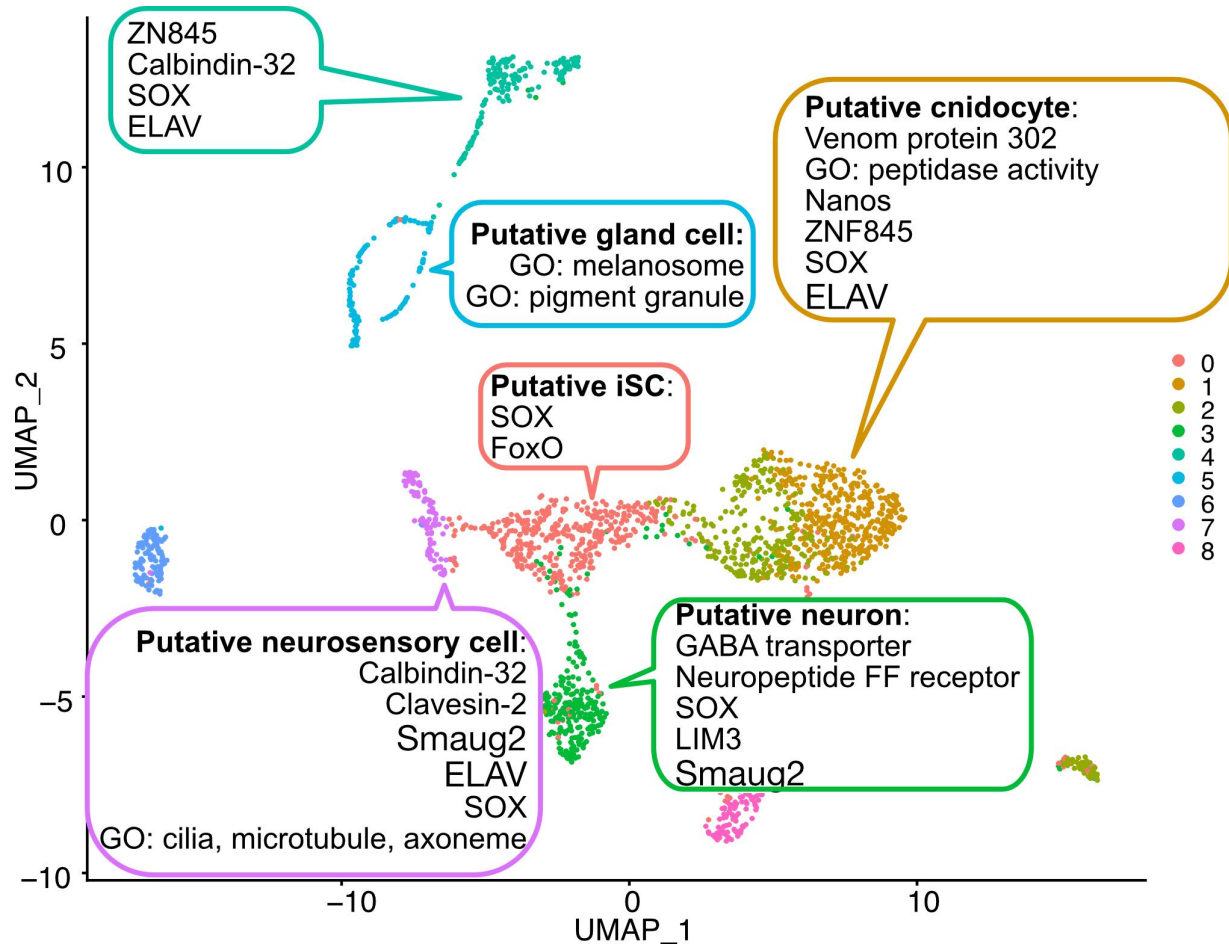 ZN845
Calbindin-32
SOX
ELAV
Putative cnidocyte:
Venom protein 302
GO: peptidase activity
Nanos
ZNF845
SOX
ELAV
Putative gland cell:
GO: melanosome
GO: pigment granule
Putative iSC:
SOX
FoxO
Putative neurosensory cell:
Calbindin-32
Clavesin-2
Smaug2
ELAV
SOX
GO: cilia, microtubule, axoneme
Putative neuron:
GABA transporter
Neuropeptide FF receptor
SOX
LIM3
Smaug2
0
1
2
3
4
5
6
7
8
UMAP_2
10
5
0
−5
−10
−10
0
10
UMAP_1